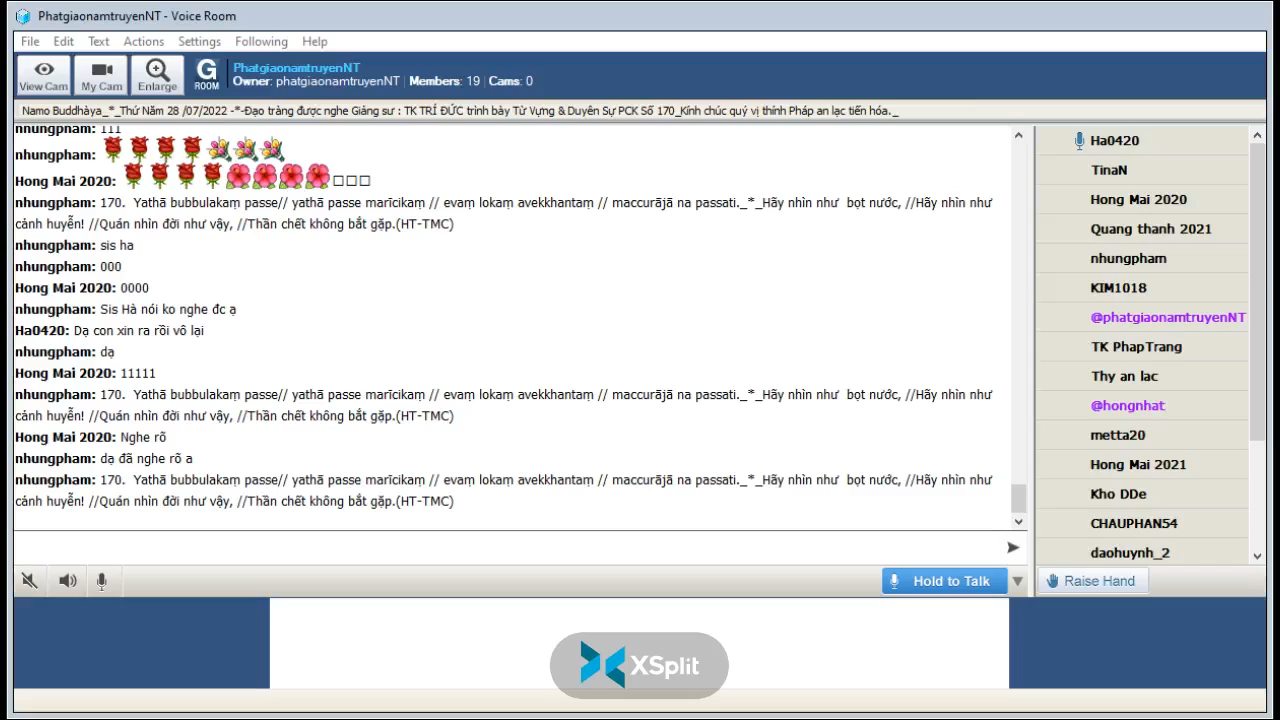 PhatgiaonamtruyenNT - Voice Room
File Edit Text Actions Settings Following Help
View Cam My Cam Enlarge G ROOM
PhatgiaonamtruyenNT
Owner: phatgiaonamtruyenNT | Members: 19 | Cams: 0
Namo Buddhàya_*_Thứ Năm 28 /07/2022 -*-Đạo tràng được nghe Giảng sư : TK TRÍ ĐỨC trình bày Từ Vựng & Duyên Sự PCK Số 170_Kính chúc quý vị thính Pháp an lạc tiến hóa._
nhungpham: 111
nhungpham:
Hong Mai 2020:
nhungpham: 170. Yathā bubbulakaṃ passe// yathā passe marīcikaṃ // evaṃ lokaṃ avekkhantaṃ // maccurājā na passati._*_Hãy nhìn như bọt nước, //Hãy nhìn như
cảnh huyễn! //Quán nhìn đời như vậy, //Thần chết không bắt gặp.(HT-TMC)
nhungpham: sis ha
nhungpham: 000
Hong Mai 2020: 0000
nhungpham: Sis Hà nói ko nghe đc ạ
Ha0420: Dạ con xin ra rồi vô lại
nhungpham: dạ
Hong Mai 2020: 11111
nhungpham: 170. Yathā bubbulakaṃ passe// yathā passe marīcikaṃ // evaṃ lokaṃ avekkhantaṃ // maccurājā na passati._*_Hãy nhìn như bọt nước, //Hãy nhìn như
cảnh huyễn! //Quán nhìn đời như vậy, //Thần chết không bắt gặp.(HT-TMC)
Hong Mai 2020: Nghe rõ
nhungpham: dạ đã nghe rõ a
nhungpham: 170. Yathā bubbulakaṃ passe// yathā passe marīcikaṃ // evaṃ lokaṃ avekkhantaṃ // maccurājā na passati._*_Hãy nhìn như bọt nước, //Hãy nhìn như
cảnh huyễn! //Quán nhìn đời như vậy, //Thần chết không bắt gặp.(HT-TMC)
Hold to Talk
Ha0420
TinaN
Hong Mai 2020
Quang thanh 2021
nhungpham
KIM1018
@phatgiaonamtruyenNT
TK PhapTrang
Thy an lac
@hongnhat
metta20
Hong Mai 2021
Kho DDe
CHAUPHAN54
daohuynh_2
Raise Hand
XSplit